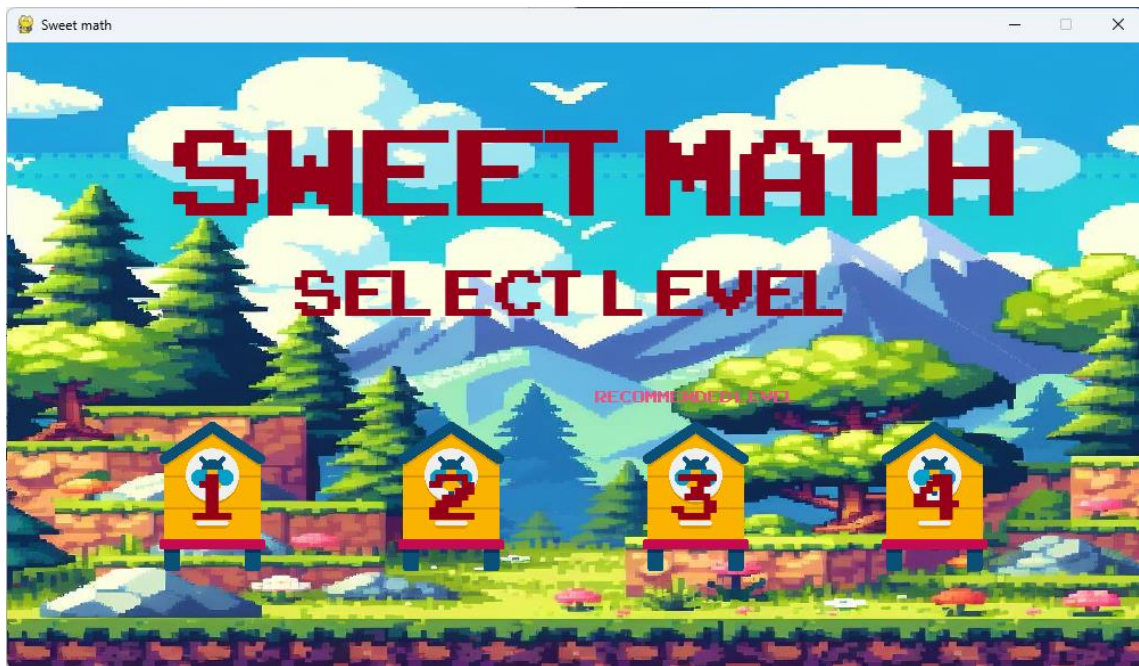 Sweet math
SWEET MATH
SELECT LEVEL
RECOMMENDED LEVEL
1 2 3 4